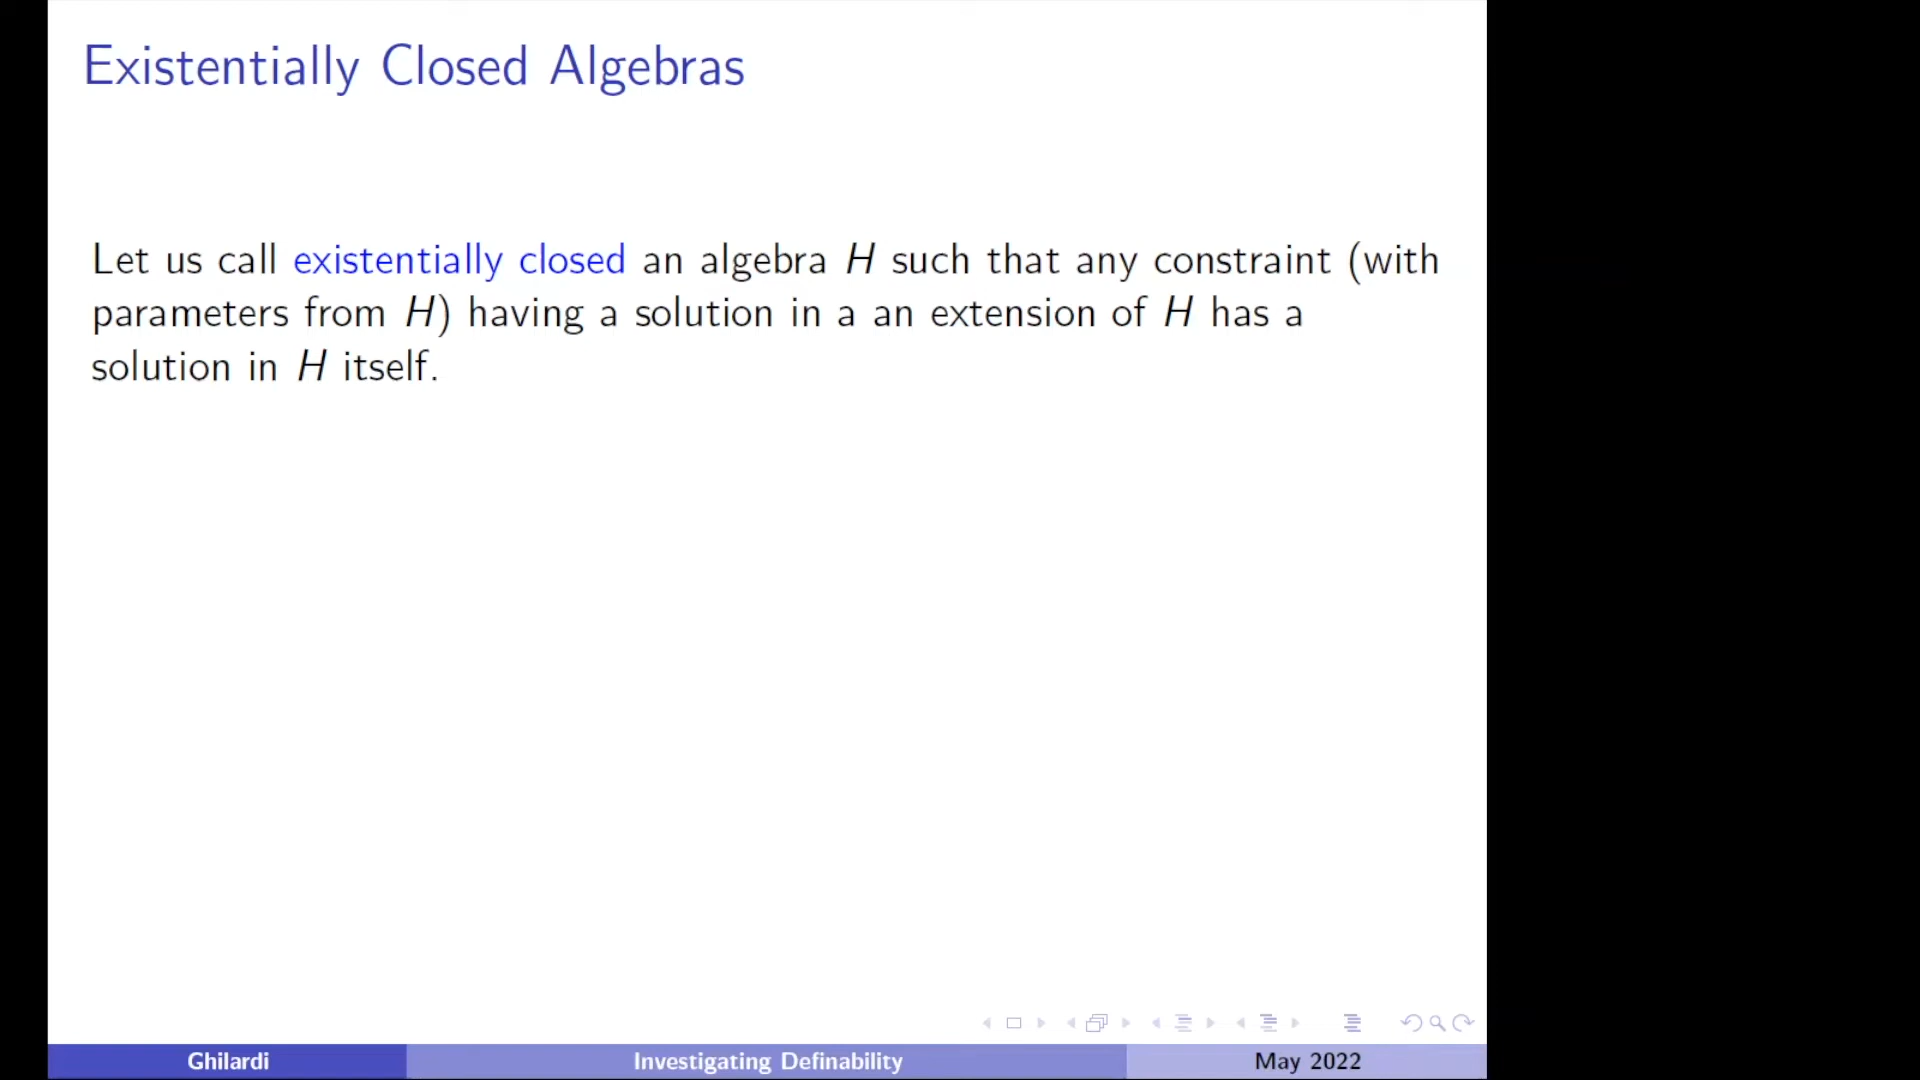 Existentially Closed Algebras
Let us call existentially closed an algebra H such that any constraint (with
parameters from H) having a solution in a an extension of H has a
solution in H itself.
Ghilardi
Investigating Definability
May 2022